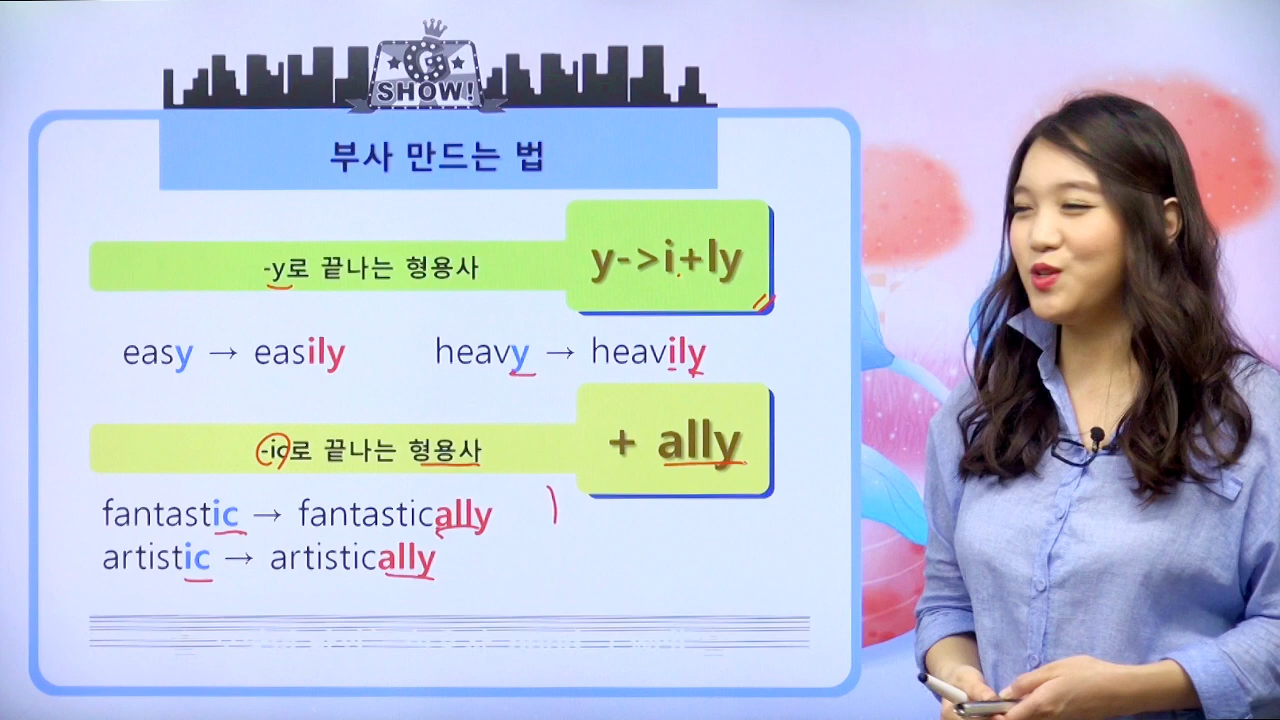 G
SHOW!
부사 만드는 법
-y로 끝나는 형용사
y->i+ly
easy → easily
heavy → heavily
-ic로 끝나는 형용사
+ ally
fantastic → fantastically
artistic → artistically